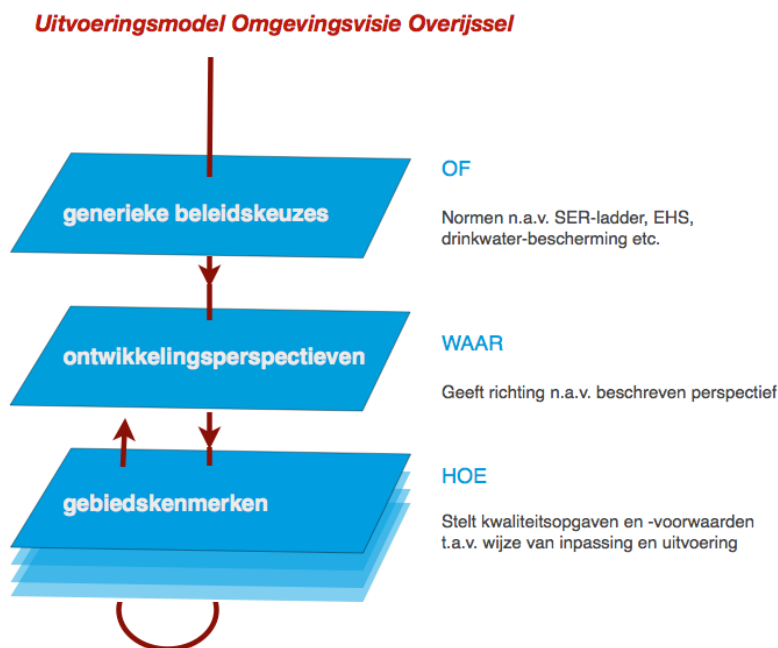 Uitvoeringsmodel Omgevingsvisie Overijssel
generieke beleidskeuzes
OF
Normen n.a.v. SER-ladder, EHS,
drinkwater-bescherming etc.
ontwikkelingsperspectieven
WAAR
Geeft richting n.a.v. beschreven perspectief
gebiedskenmerken
HOE
Stelt kwaliteitsopgaven en -voorwaarden
t.a.v. wijze van inpassing en uitvoering